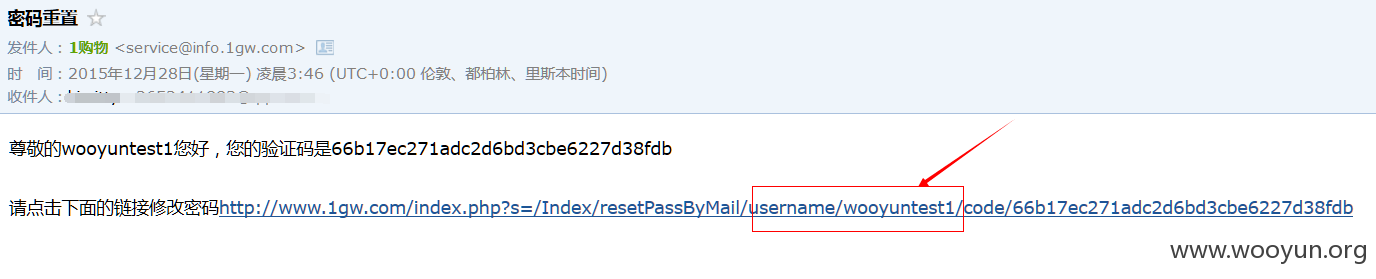 密码重置
发件人：1购物 <service@info.1gw.com>
时 间：2015年12月28日(星期一) 凌晨3:46 (UTC+0:00 伦敦、都柏林、里斯本时间)
收件人：
尊敬的wooyuntest1您好，您的验证码是66b17ec271adc2d6bd3cbe6227d38fdb
请点击下面的链接修改密码http://www.1gw.com/index.php?s=/Index/resetPassByMail/username/wooyuntest1/code/66b17ec271adc2d6bd3cbe6227d38fdb
www.wooyun.org